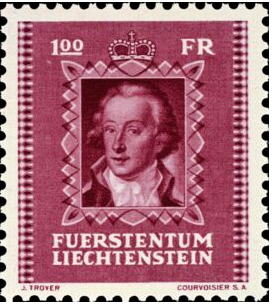 1.00 FR
FUERSTENTUM
LIECHTENSTEIN
J. TROYER COURVOISIER S.A.